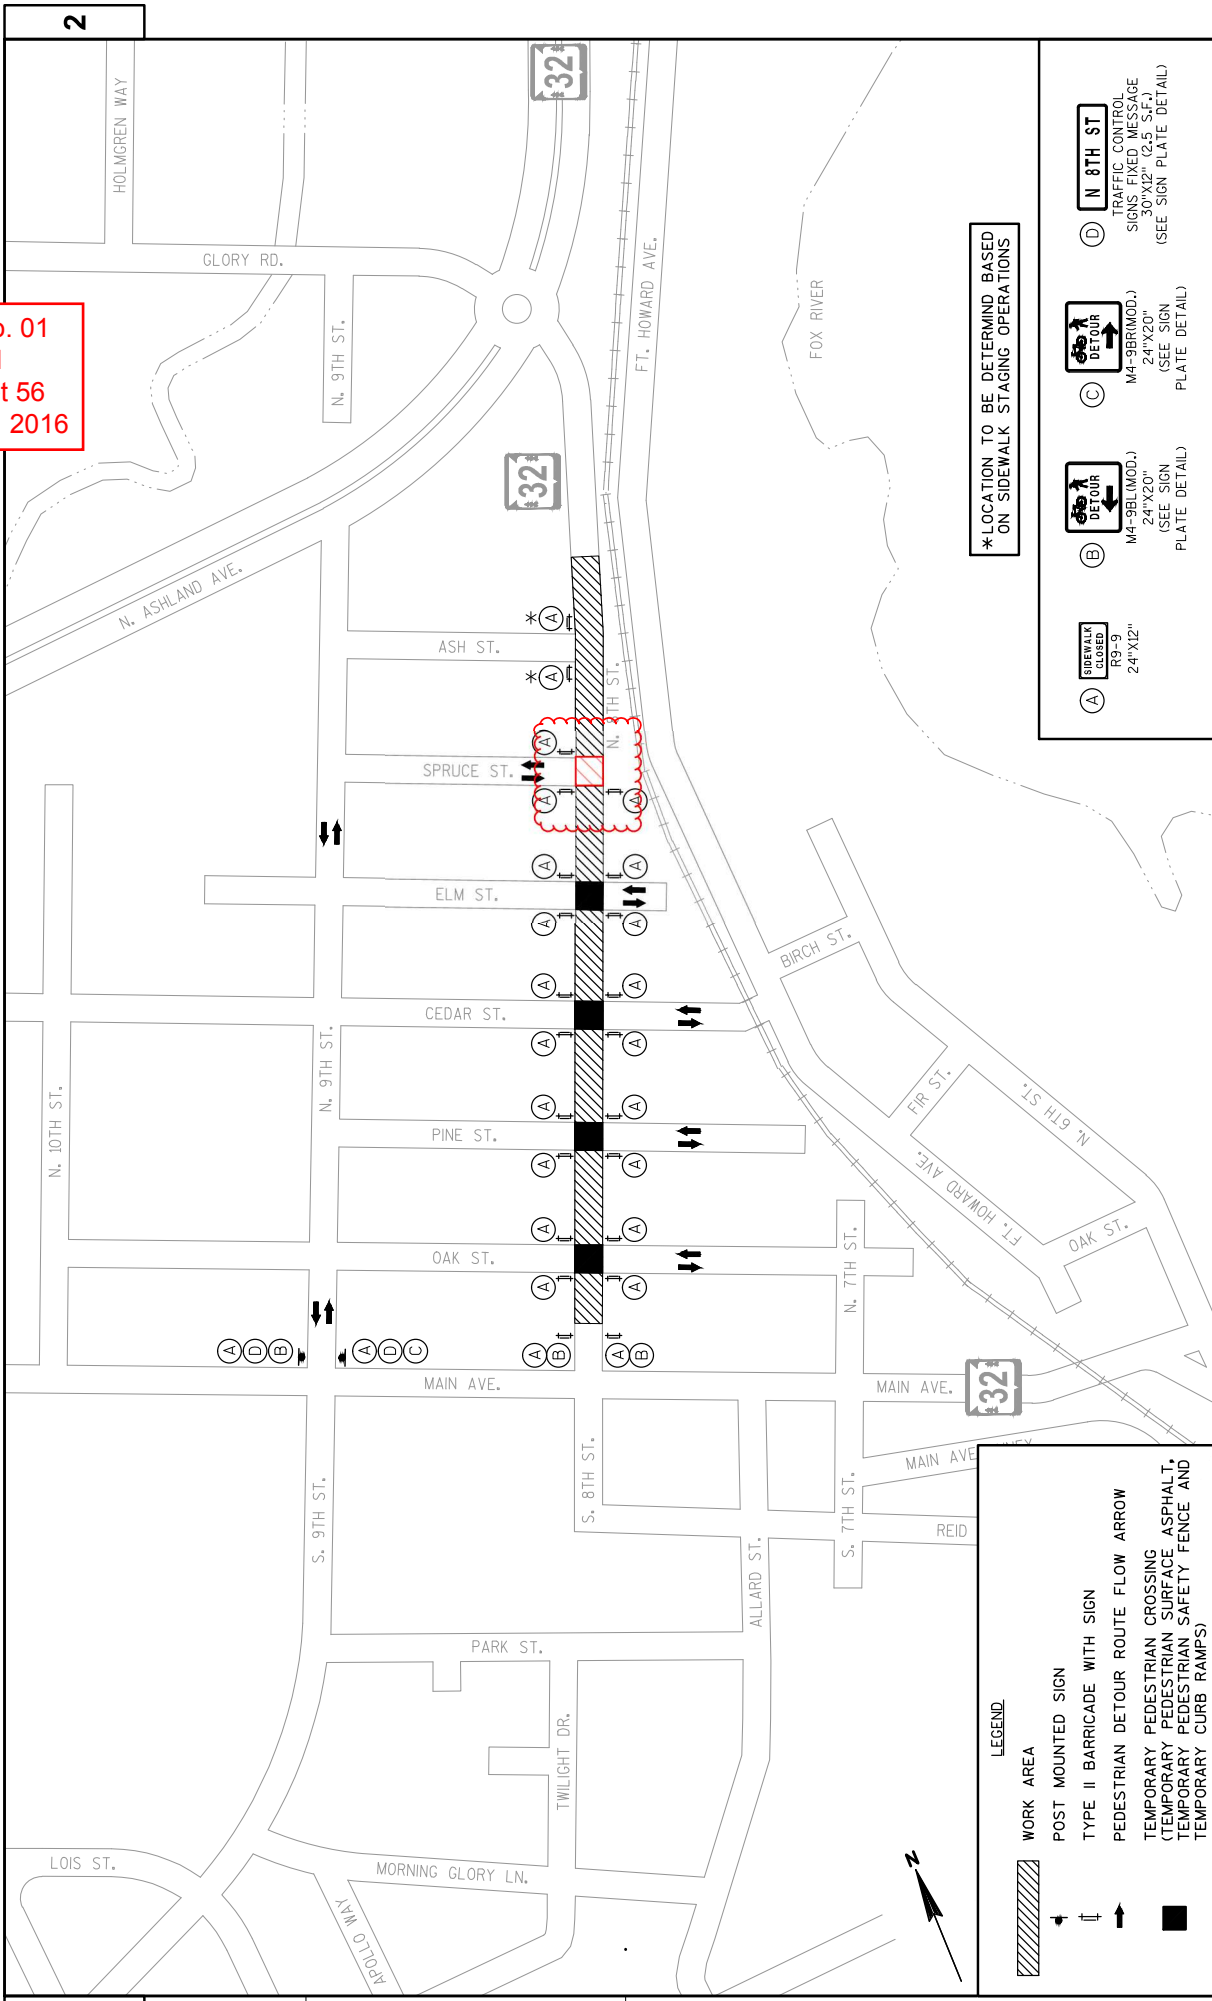 2
o. 01
t 56
2016
HOLMGREN WAY
GLORY RD.
N. 9TH ST.
32
FT. HOWARD AVE.
FOX RIVER
32
N. ASHLAND AVE.
ASH ST.
* A
* A
N. 8TH ST.
SPRUCE ST.
A
A
A
ELM ST.
A
A
A
A
CEDAR ST.
A
A
A
A
BIRCH ST.
N. 10TH ST.
N. 9TH ST.
PINE ST.
A
A
A
A
FIR ST.
N. 6TH ST.
FT. HOWARD AVE.
OAK ST.
OAK ST.
A
A
A
A
N. 7TH ST.
A D B
A D C
A B
A B
MAIN AVE.
MAIN AVE.
32
MAIN AVE
S. 9TH ST.
S. 8TH ST.
S. 7TH ST.
REID
ALLARD ST.
PARK ST.
TWILIGHT DR.
LOIS ST.
MORNING GLORY LN.
APOLLO WAY
N
*LOCATION TO BE DETERMIND BASED
ON SIDEWALK STAGING OPERATIONS
A
SIDEWALK
CLOSED
R9-9
24"X12"
B
DETOUR
M4-9BL(MOD.)
24"X20"
(SEE SIGN
PLATE DETAIL)
C
DETOUR
M4-9BR(MOD.)
24"X20"
(SEE SIGN
PLATE DETAIL)
D
N 8TH ST
TRAFFIC CONTROL
SIGNS FIXED MESSAGE
30"X12" (2.5 S.F.)
(SEE SIGN PLATE DETAIL)
LEGEND
WORK AREA
POST MOUNTED SIGN
TYPE II BARRICADE WITH SIGN
PEDESTRIAN DETOUR ROUTE FLOW ARROW
TEMPORARY PEDESTRIAN CROSSING
(TEMPORARY PEDESTRIAN SURFACE ASPHALT,
TEMPORARY PEDESTRIAN SAFETY FENCE AND
TEMPORARY CURB RAMPS)